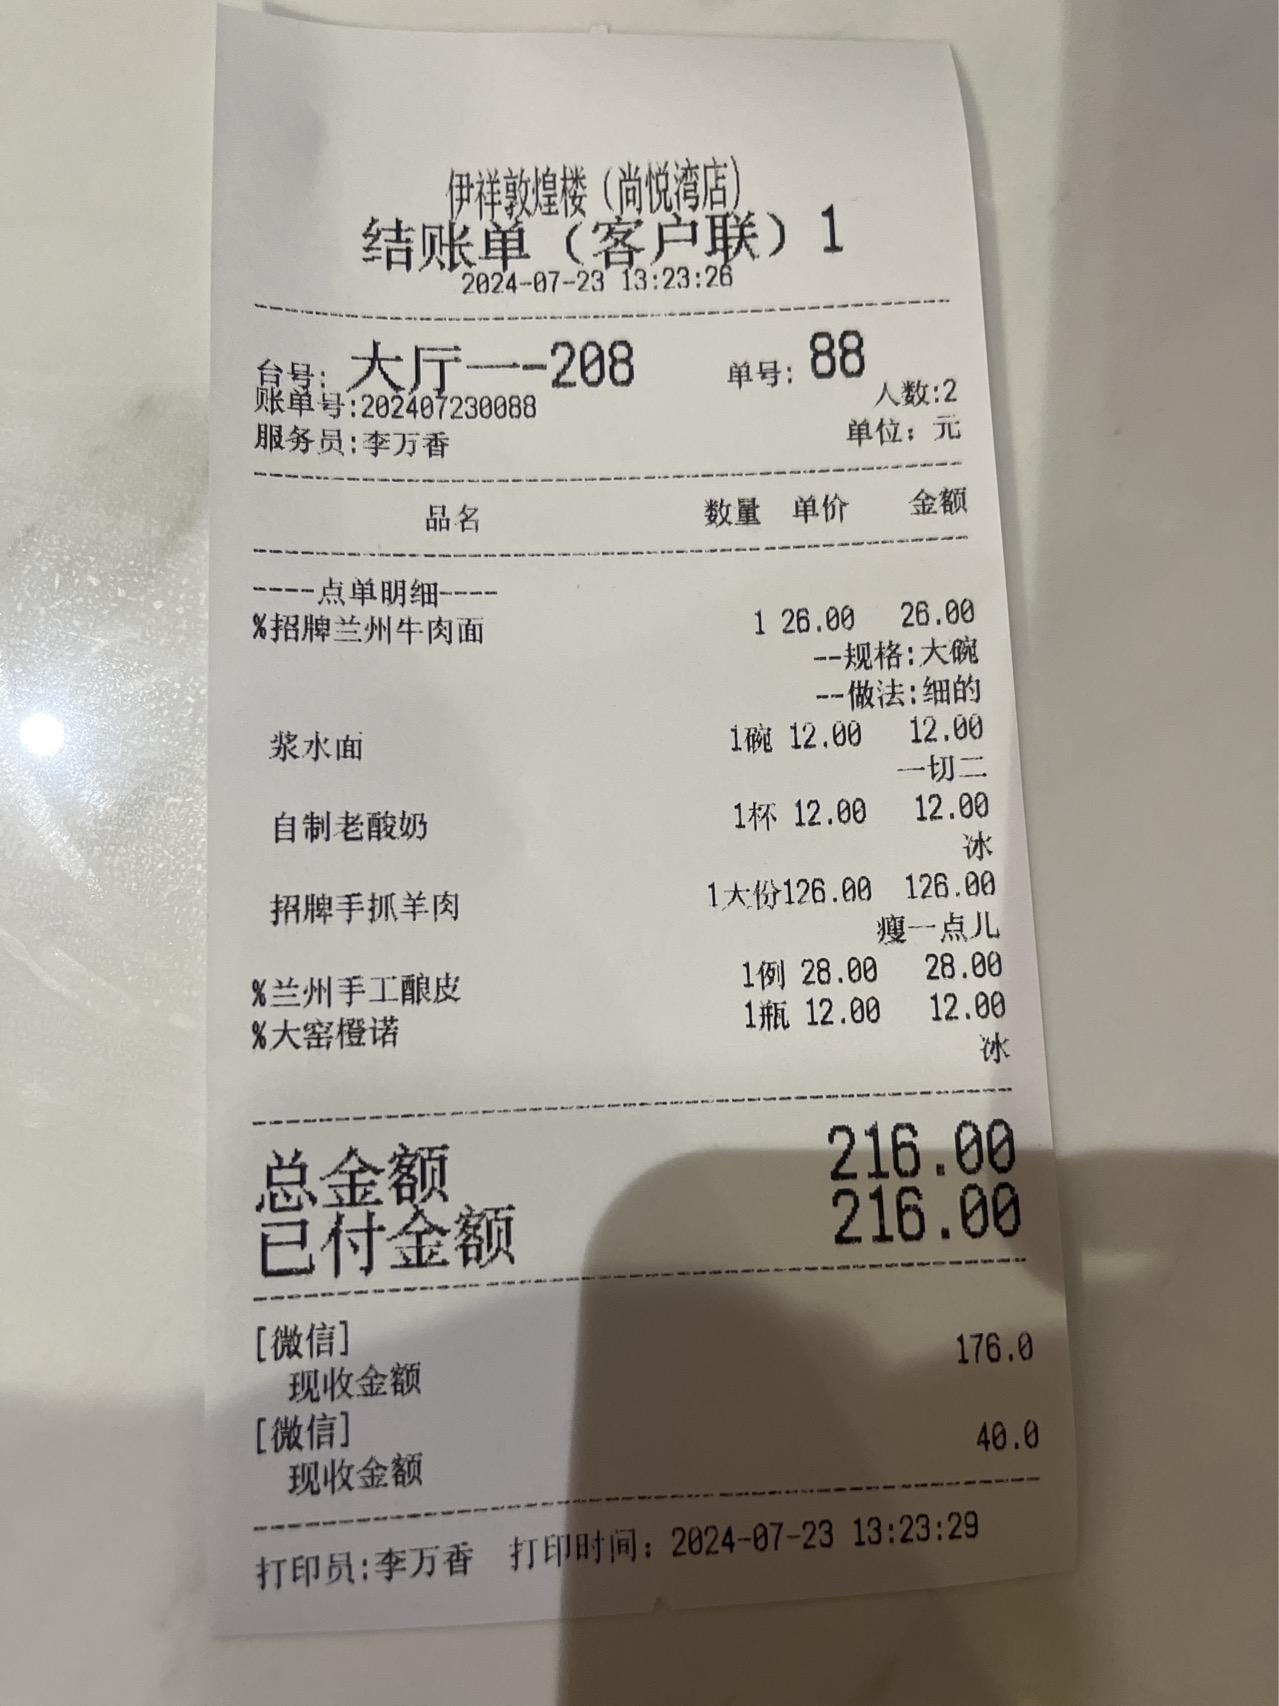 伊祥敦煌楼（尚悦湾店）
结账单（客户联）1
2024-07-23 13:23:26
台号: 大厅一-208 单号: 88
账单号:202407230088 人数:2
服务员:李万香 单位: 元
品名 数量 单价 金额
----点单明细----
%招牌兰州牛肉面 1 26.00 26.00
--规格:大碗
--做法:细的
浆水面 1碗 12.00 12.00
一切二
自制老酸奶 1杯 12.00 12.00
冰
招牌手抓羊肉 1大份126.00 126.00
瘦一点儿
%兰州手工酿皮 1例 28.00 28.00
%大窑橙诺 1瓶 12.00 12.00
冰
总金额 216.00
已付金额 216.00
[微信]
现收金额 176.0
[微信]
现收金额 40.0
打印员:李万香 打印时间: 2024-07-23 13:23:29